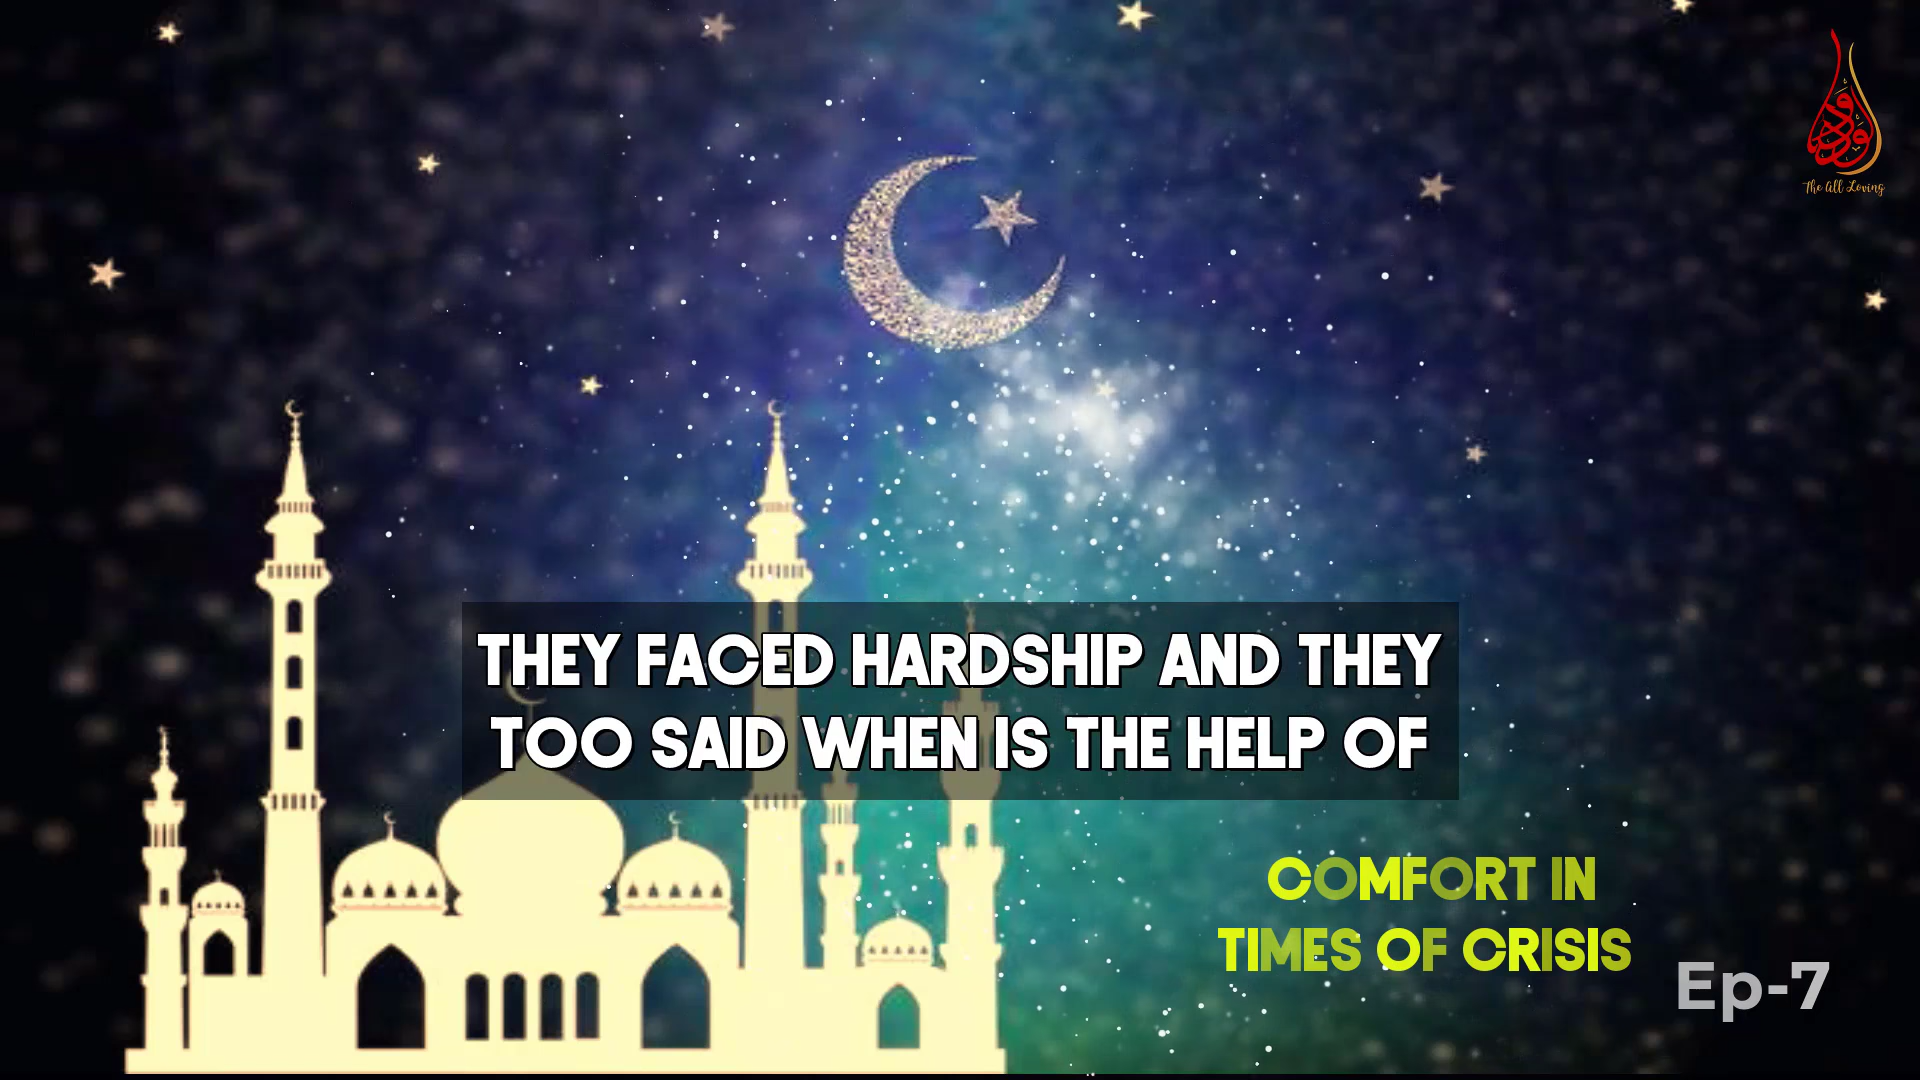 الودود
The All Loving
THEY FACED HARDSHIP AND THEY
TOO SAID WHEN IS THE HELP OF
COMFORT IN
TIMES OF CRISIS
Ep-7